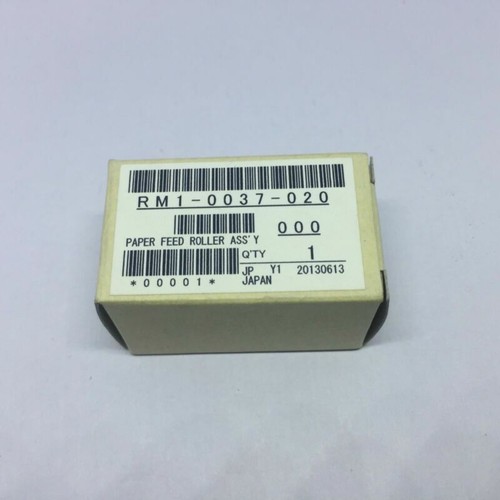 RM1-0037-020
000
PAPER FEED ROLLER ASS'Y
Q'TY 1
*00001* JP Y1 20130613
JAPAN